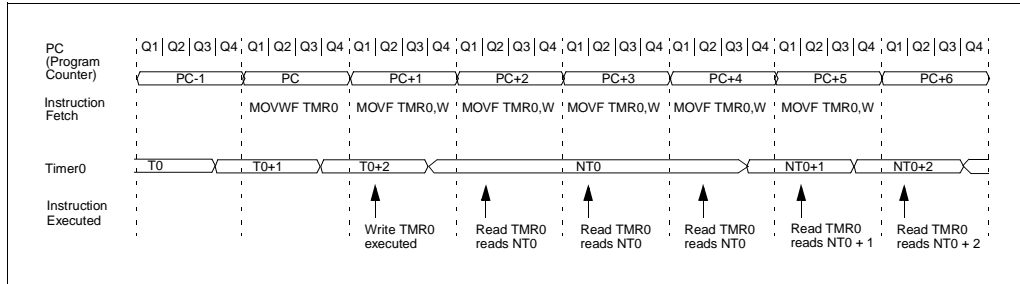 PC
(Program
Counter)
Q1 Q2 Q3 Q4 Q1 Q2 Q3 Q4 Q1 Q2 Q3 Q4 Q1 Q2 Q3 Q4 Q1 Q2 Q3 Q4 Q1 Q2 Q3 Q4 Q1 Q2 Q3 Q4 Q1 Q2 Q3 Q4
PC-1 PC PC+1 PC+2 PC+3 PC+4 PC+5 PC+6
Instruction
Fetch
MOVWF TMR0 MOVF TMR0,W MOVF TMR0,W MOVF TMR0,W MOVF TMR0,W MOVF TMR0,W
Timer0
T0 T0+1 T0+2 NT0 NT0+1 NT0+2
Instruction
Executed
Write TMR0
executed
Read TMR0
reads NT0
Read TMR0
reads NT0
Read TMR0
reads NT0
Read TMR0
reads NT0 + 1
Read TMR0
reads NT0 + 2